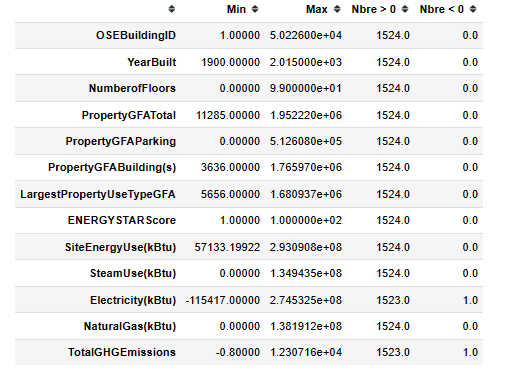 Min Max Nbre > 0 Nbre < 0
OSEBuildingID 1.00000 5.022600e+04 1524.0 0.0
YearBuilt 1900.00000 2.015000e+03 1524.0 0.0
NumberofFloors 0.00000 9.900000e+01 1524.0 0.0
PropertyGFATotal 11285.00000 1.952220e+06 1524.0 0.0
PropertyGFAParking 0.00000 5.126080e+05 1524.0 0.0
PropertyGFABuilding(s) 3636.00000 1.765970e+06 1524.0 0.0
LargestPropertyUseTypeGFA 5656.00000 1.680937e+06 1524.0 0.0
ENERGYSTARScore 1.00000 1.000000e+02 1524.0 0.0
SiteEnergyUse(kBtu) 57133.19922 2.930908e+08 1524.0 0.0
SteamUse(kBtu) 0.00000 1.349435e+08 1524.0 0.0
Electricity(kBtu) -115417.00000 2.745325e+08 1523.0 1.0
NaturalGas(kBtu) 0.00000 1.381912e+08 1524.0 0.0
TotalGHGEmissions -0.80000 1.230716e+04 1523.0 1.0